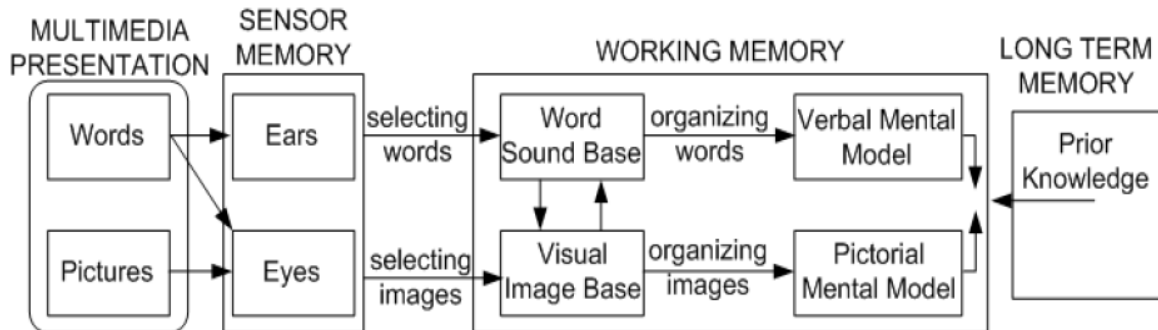 MULTIMEDIA
PRESENTATION
SENSOR
MEMORY
WORKING MEMORY
LONG TERM
MEMORY
Words
Ears
selecting
words
Word
Sound Base
organizing
words
Verbal Mental
Model
Prior
Knowledge
Pictures
Eyes
selecting
images
Visual
Image Base
organizing
images
Pictorial
Mental Model